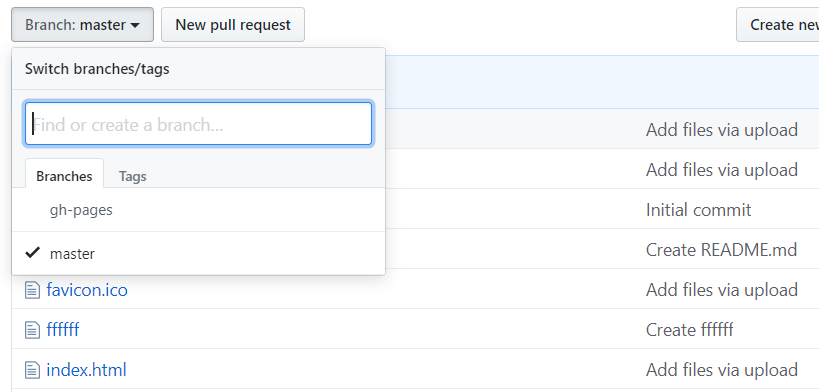 Branch: master New pull request Create new
Switch branches/tags
Find or create a branch...
Add files via upload
Branches Tags
Add files via upload
gh-pages
Initial commit
master
Create README.md
favicon.ico Add files via upload
ffffff Create ffffff
index.html Add files via upload